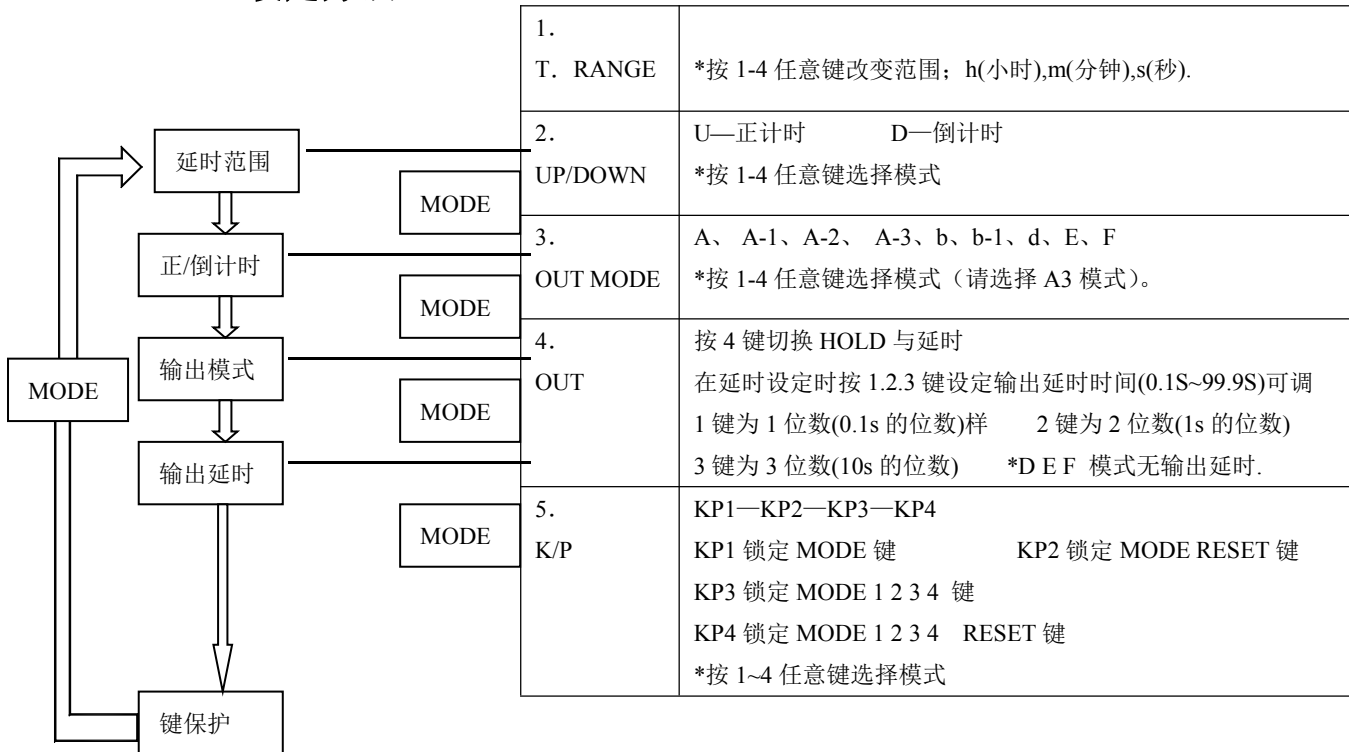 1.
T. RANGE
*按 1-4 任意键改变范围；h(小时),m(分钟),s(秒).
2.
UP/DOWN
U—正计时 D—倒计时
*按 1-4 任意键选择模式
3.
OUT MODE
A、 A-1、A-2、 A-3、b、b-1、d、E、F
*按 1-4 任意键选择模式（请选择 A3 模式）。
4.
OUT
按 4 键切换 HOLD 与延时
在延时设定时按 1.2.3 键设定输出延时时间(0.1S~99.9S)可调
1 键为 1 位数(0.1s 的位数)样 2 键为 2 位数(1s 的位数)
3 键为 3 位数(10s 的位数) *D E F 模式无输出延时.
5.
K/P
KP1—KP2—KP3—KP4
KP1 锁定 MODE 键 KP2 锁定 MODE RESET 键
KP3 锁定 MODE 1 2 3 4 键
KP4 锁定 MODE 1 2 3 4 RESET 键
*按 1~4 任意键选择模式
延时范围
MODE
正/倒计时
MODE
输出模式
MODE
MODE
输出延时
MODE
键保护